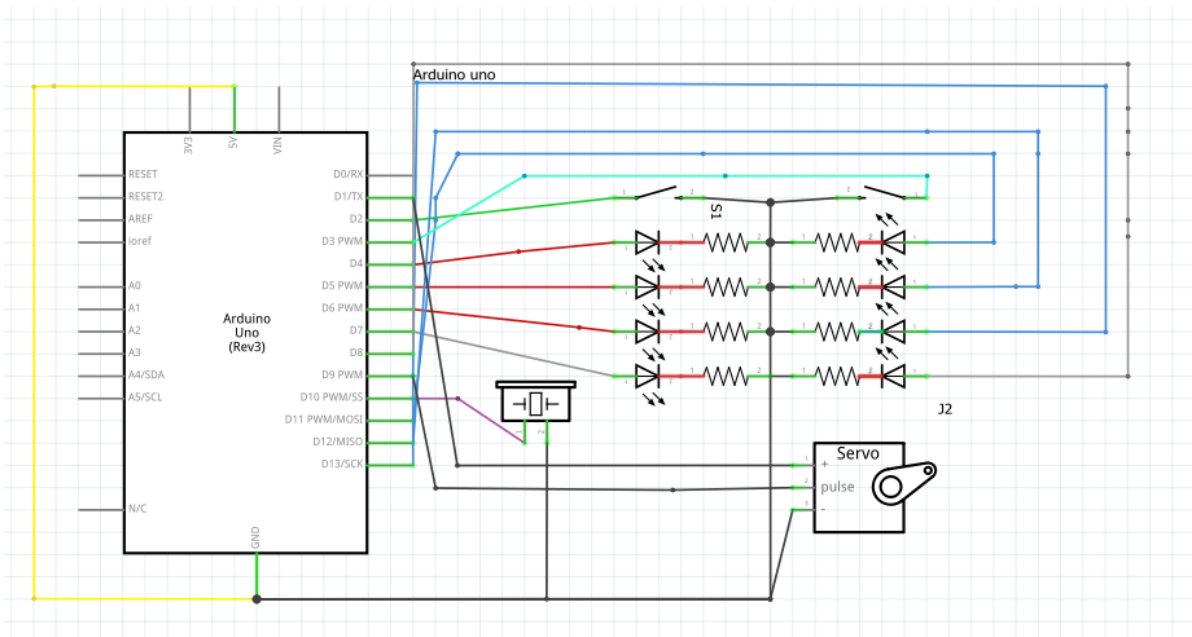 Arduino uno
3V3
5V
VIN
RESET
RESET2
AREF
ioref
A0
A1
A2
A3
A4/SDA
A5/SCL
N/C
Arduino
Uno
(Rev3)
D0/RX
D1/TX
D2
D3 PWM
D4
D5 PWM
D6 PWM
D7
D8
D9 PWM
D10 PWM/SS
D11 PWM/MOSI
D12/MISO
D13/SCK
GND
S1
J2
Servo
+
pulse
-